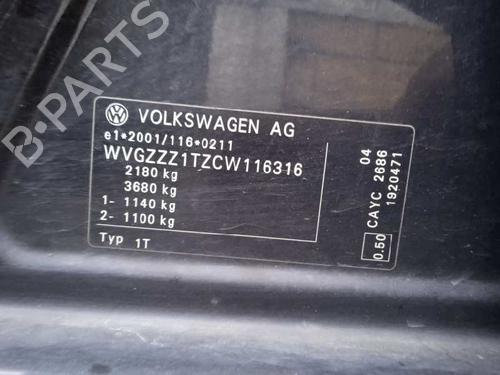 VOLKSWAGEN AG
e1*2001/116*0211
WVGZZZ1TZCW116316
2180 kg
3680 kg
1- 1140 kg
2- 1100 kg
Typ 1T
0.50 CAYC 2686
04
1920471